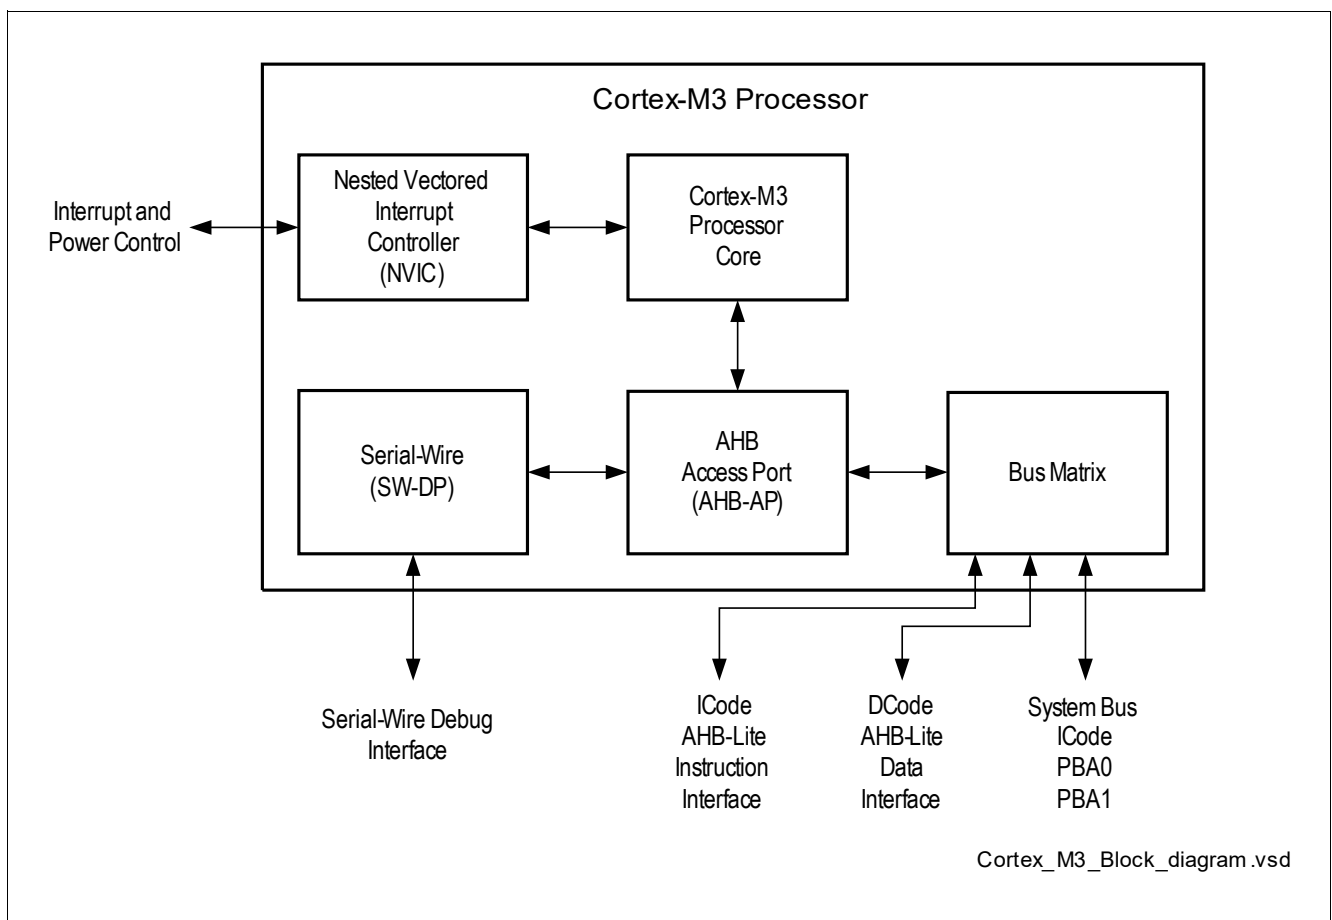 Cortex-M3 Processor
Nested Vectored
Interrupt
Controller
(NVIC)
Cortex-M3
Processor
Core
Interrupt and
Power Control
Serial-Wire
(SW-DP)
AHB
Access Port
(AHB-AP)
Bus Matrix
Serial-Wire Debug
Interface
ICode
AHB-Lite
Instruction
Interface
DCode
AHB-Lite
Data
Interface
System Bus
ICode
PBA0
PBA1
Cortex_M3_Block_diagram.vsd